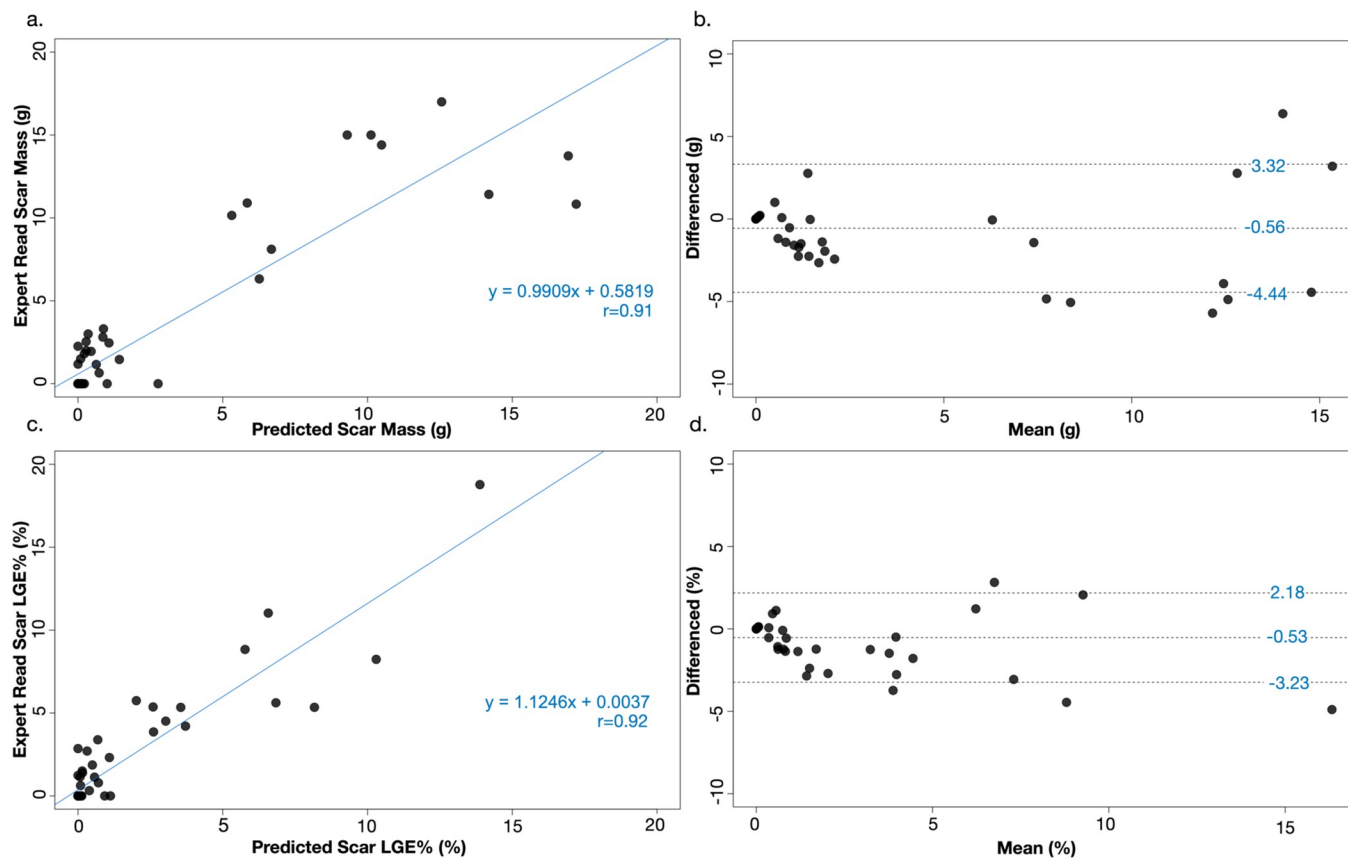 a.
20
15
10
5
0
Expert Read Scar Mass (g)
y = 0.9909x + 0.5819
r=0.91
0 5 10 15 20
Predicted Scar Mass (g)
b.
10
5
0
-5
-10
Differenced (g)
3.32
-0.56
-4.44
0 5 10 15
Mean (g)
c.
20
15
10
5
0
Expert Read Scar LGE% (%)
y = 1.1246x + 0.0037
r=0.92
0 5 10 15 20
Predicted Scar LGE% (%)
d.
10
5
0
-5
-10
Differenced (%)
2.18
-0.53
-3.23
0 5 10 15
Mean (%)